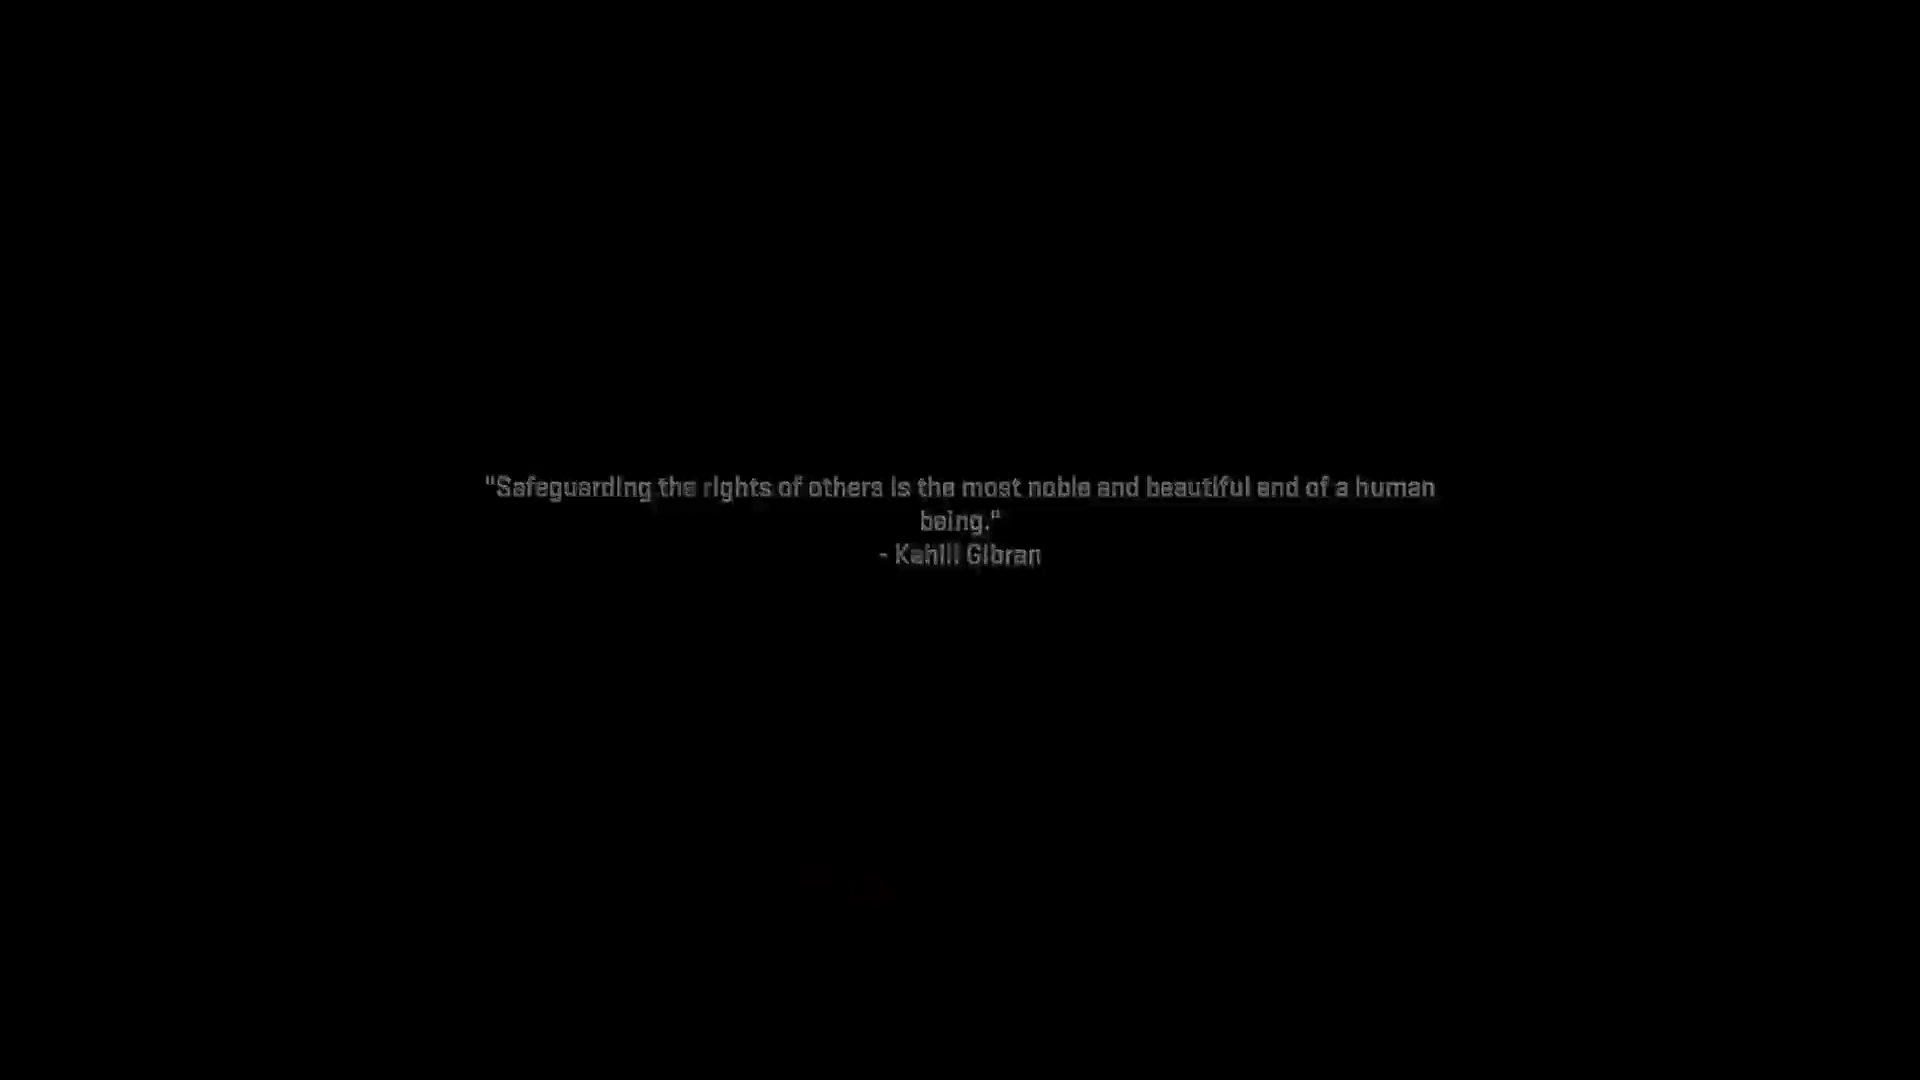 "Safeguarding the rights of others is the most noble and beautiful end of a human
being."
- Kahlil Gibran